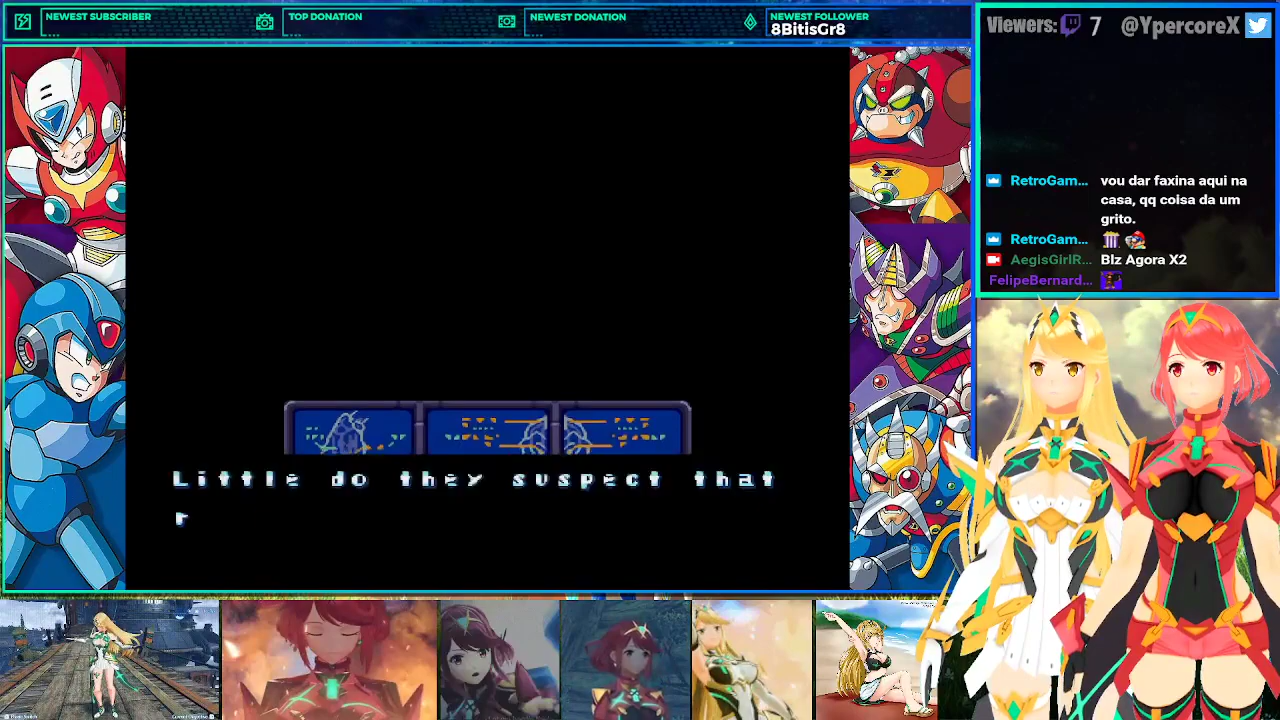 NEWEST SUBSCRIBER
TOP DONATION
NEWEST DONATION
NEWEST FOLLOWER
8BitisGr8
Viewers: 7 @YpercoreX
RetroGam... vou dar faxina aqui na
casa, qq coisa da um
grito.
RetroGam...
AegisGirlR... Blz Agora X2
FelipeBernard...
Little do they suspect that
r